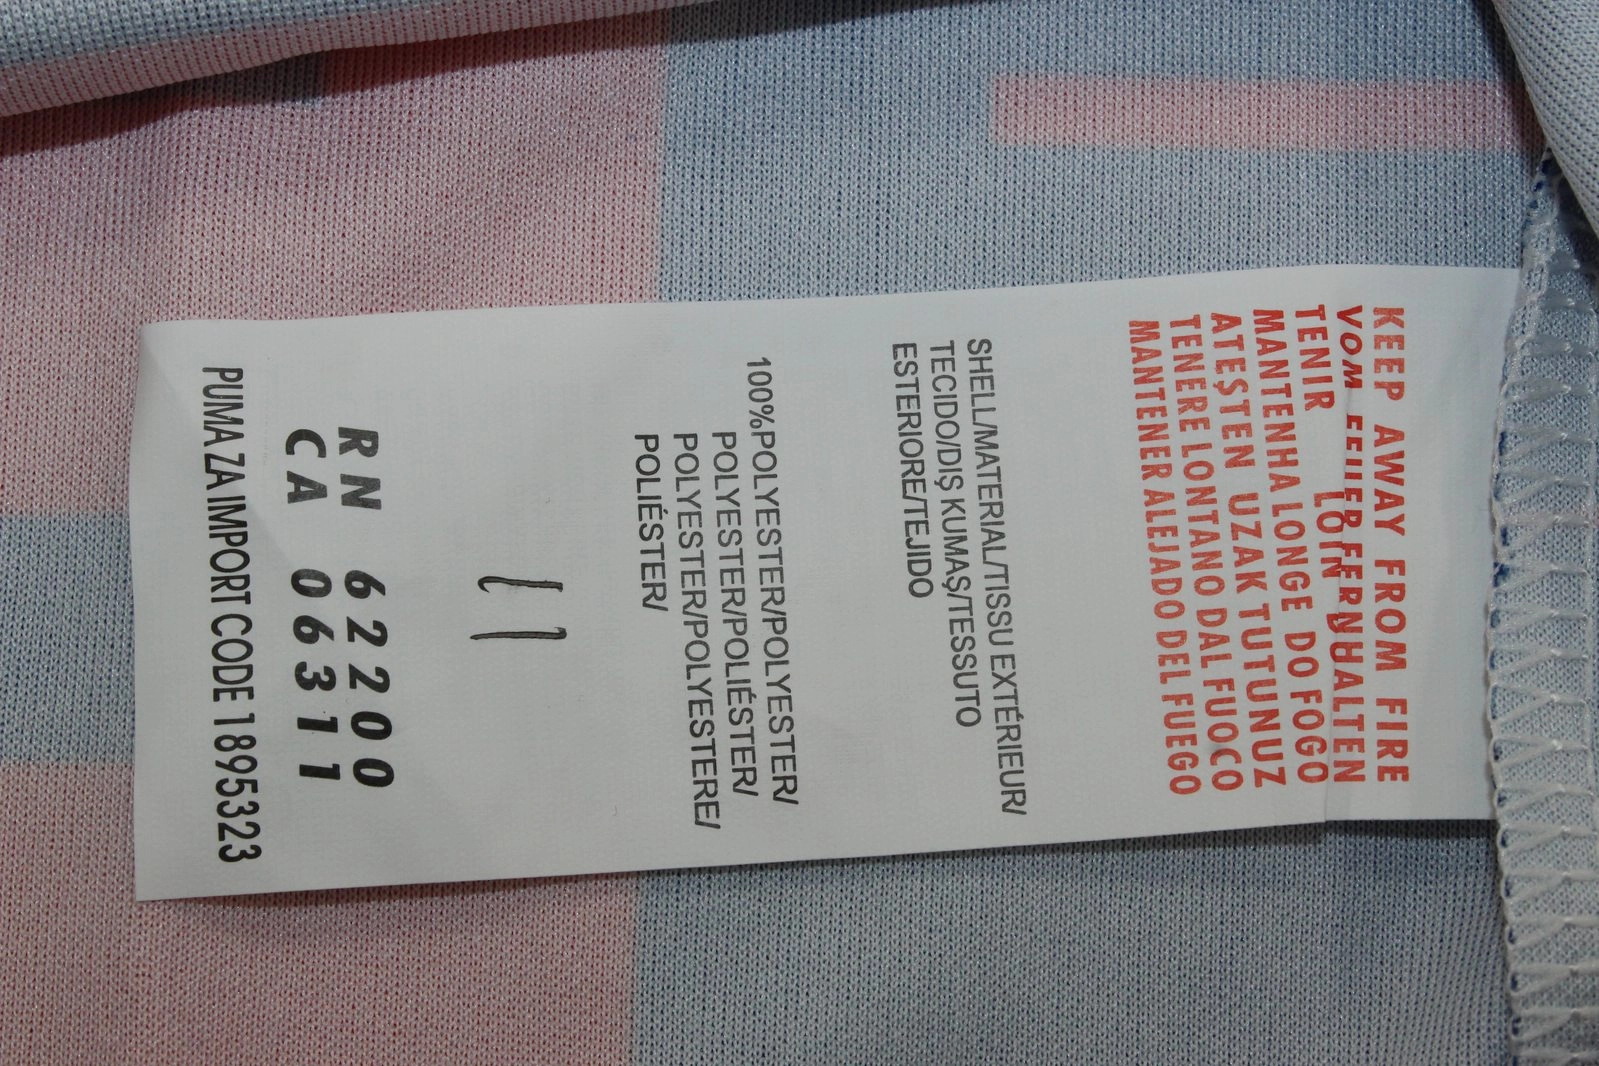 KEEP AWAY FROM FIRE
VOM FEUER FERNHALTEN
TENIR LOIN DU
MANTENHA LONGE DO FOGO
ATEŞTEN UZAK TUTUNUZ
TENERE LONTANO DAL FUOCO
MANTENER ALEJADO DEL FUEGO
SHELL/MATERIAL/TISSU EXTÉRIEUR/
TECIDO/DIŞ KUMAŞ/TESSUTO
ESTERIORE/TEJIDO
100%POLYESTER/POLYESTER/
POLYESTER/POLIÉSTER/
POLYESTER/POLYESTERE/
POLIÉSTER/
RN 62200
CA 06311
PUMA ZA IMPORT CODE 1895323